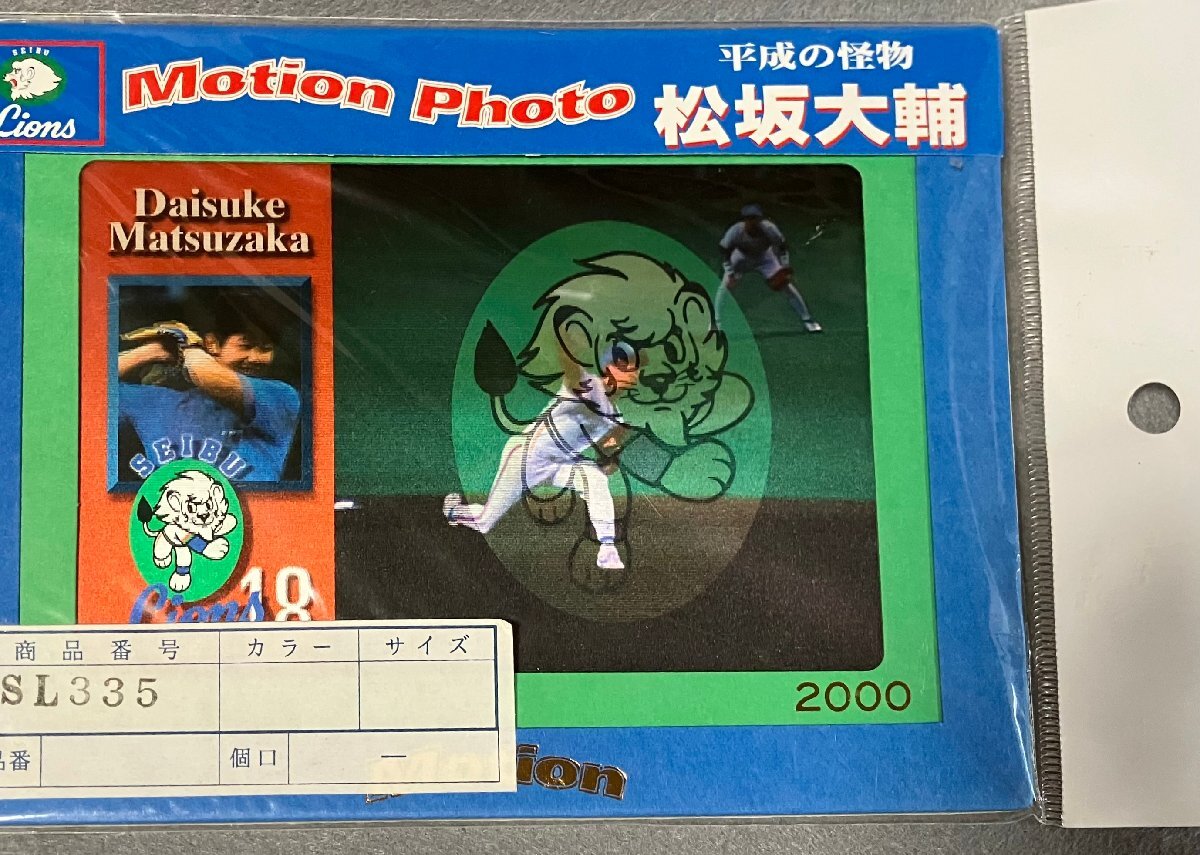 SEIBU
Lions
Motion Photo
平成の怪物
松坂大輔
Daisuke
Matsuzaka
SEIBU
Lions 18
商品番号 カラー サイズ
SL335
品番 個口 —
2000